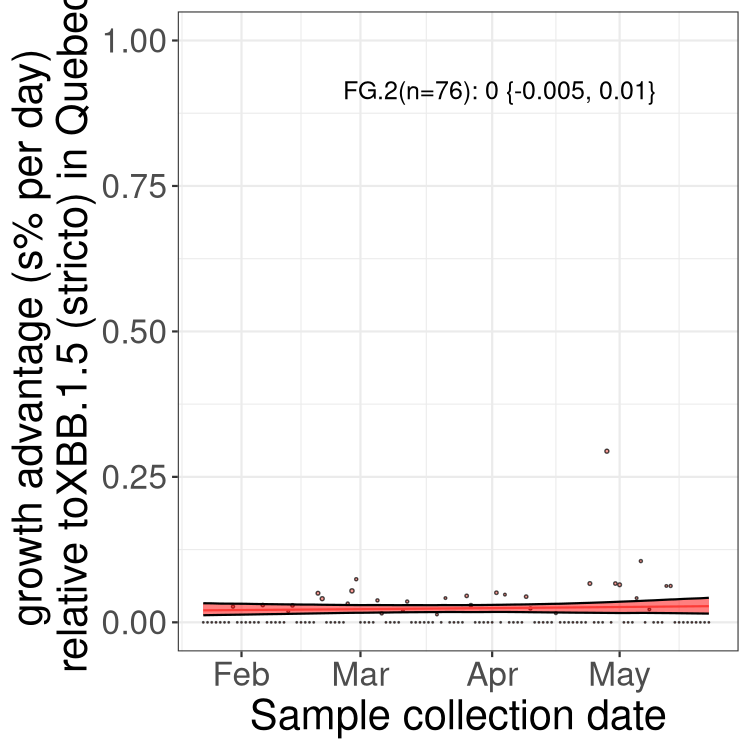 growth advantage (s% per day)
relative toXBB.1.5 (stricto) in Quebec
1.00
0.75
0.50
0.25
0.00
FG.2(n=76): 0 {-0.005, 0.01}
Feb Mar Apr May
Sample collection date